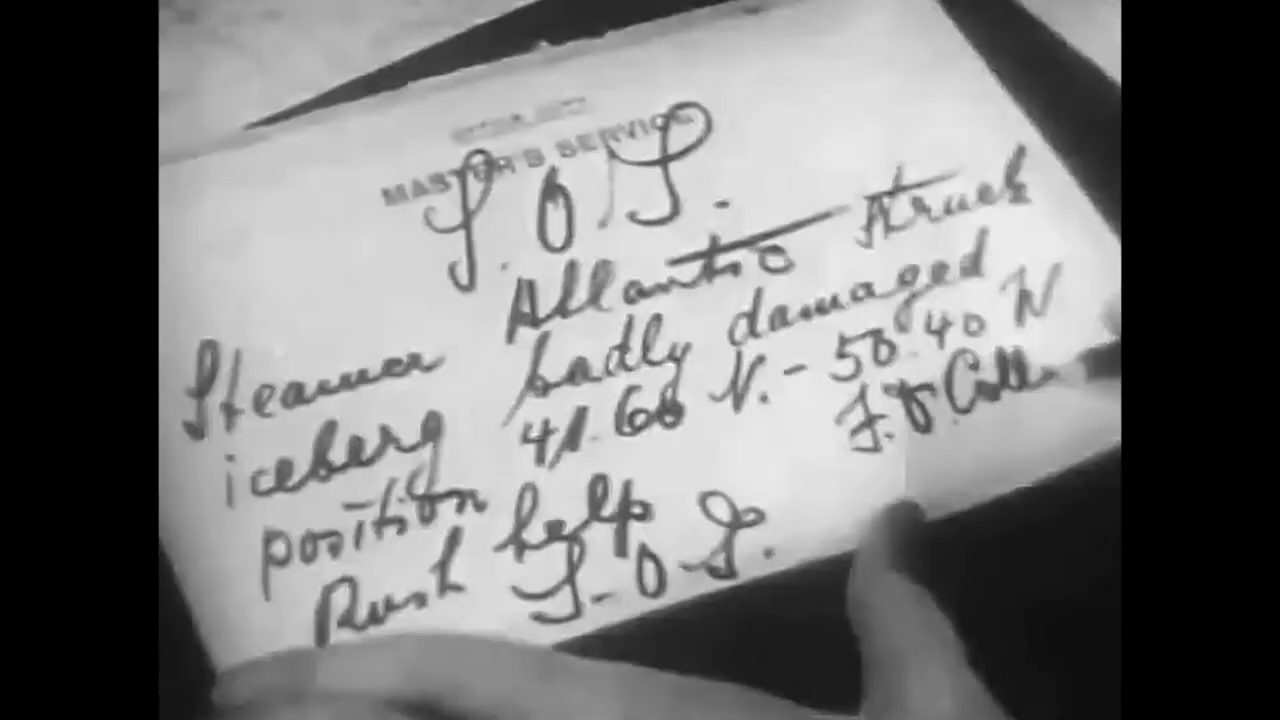 MASTER'S SERVICE
S.O.S.
Steamer Atlantic struck
iceberg badly damaged
position 41.66 N. - 50.40 W
Rush help F.V.
S-O-S.